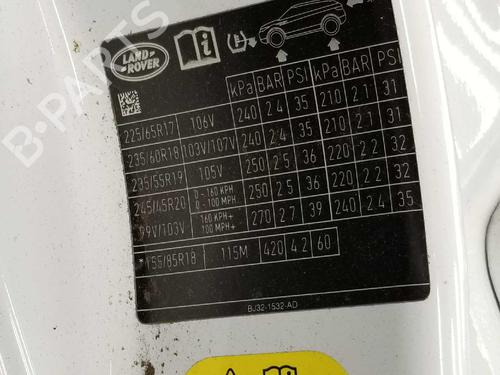 LAND
ROVER
kPa BAR PSI kPa BAR PSI
225/65R17 106V 240 2.4 35 210 2.1 31
235/60R18 103V/107V 240 2.4 35 210 2.1 31
235/55R19 105V 250 2.5 36 220 2.2 32
245/45R20 0-160 KPH 0-100 MPH 250 2.5 36 220 2.2 32
99V/103V 160 KPH+ 100 MPH+ 270 2.7 39 240 2.4 35
*155/85R18 115M 420 4.2 60
BJ32-1532-AD
B-PARTS